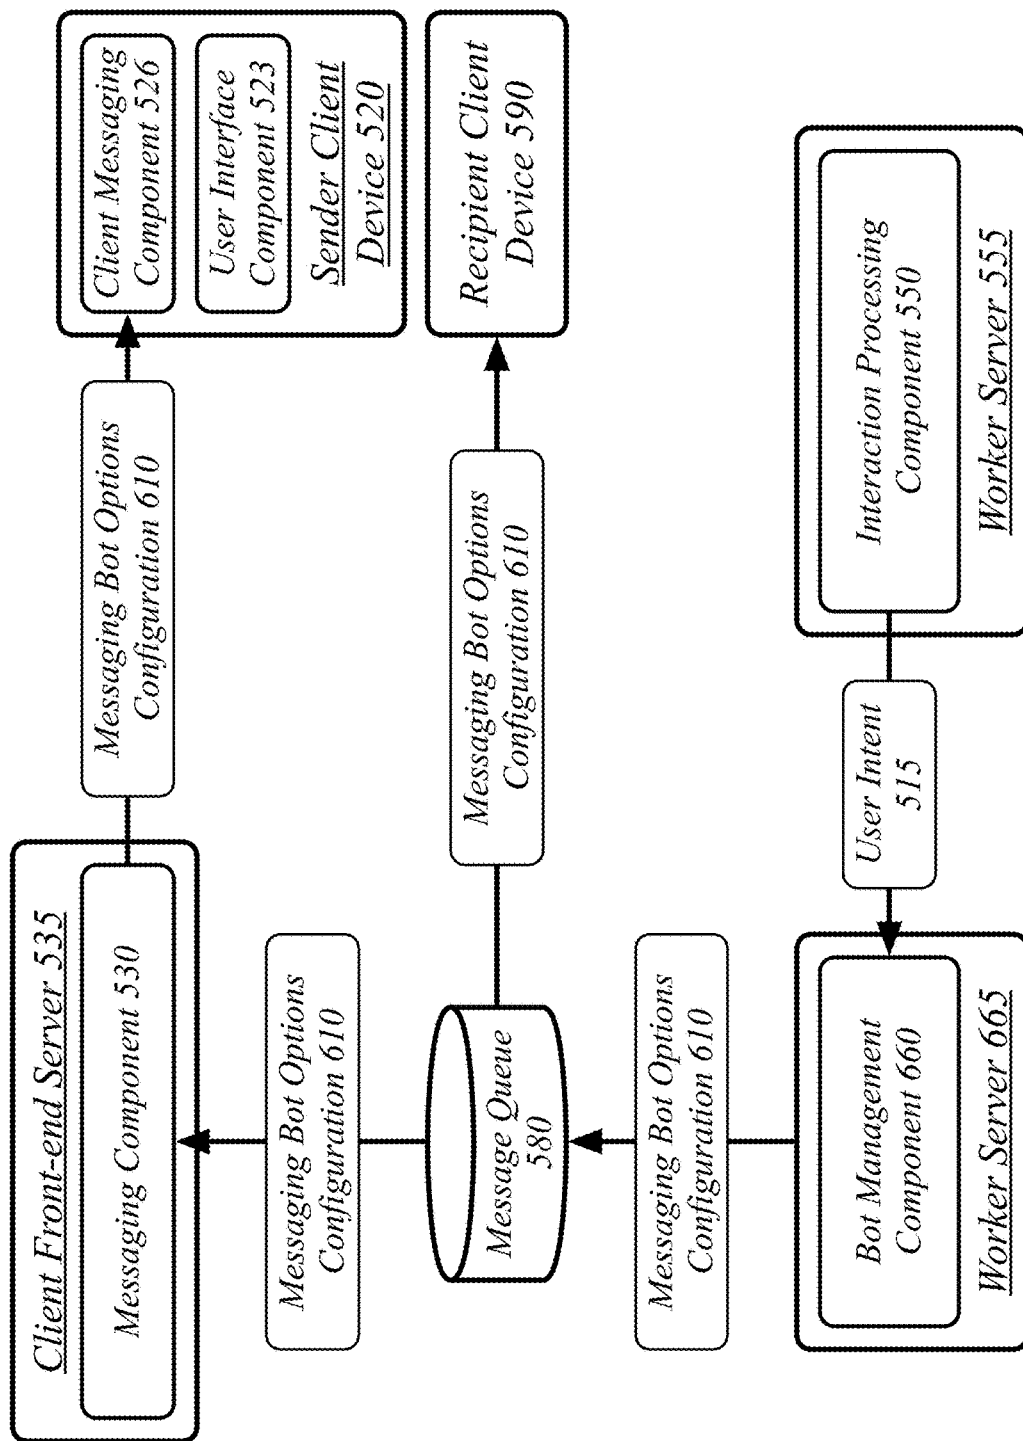 Client Front-end Server 535
Messaging Component 530
Messaging Bot Options
Configuration 610
Client Messaging
Component 526
User Interface
Component 523
Sender Client
Device 520
Messaging Bot Options
Configuration 610
Message Queue
580
Messaging Bot Options
Configuration 610
Recipient Client
Device 590
Messaging Bot Options
Configuration 610
Bot Management
Component 660
Worker Server 665
User Intent
515
Interaction Processing
Component 550
Worker Server 555